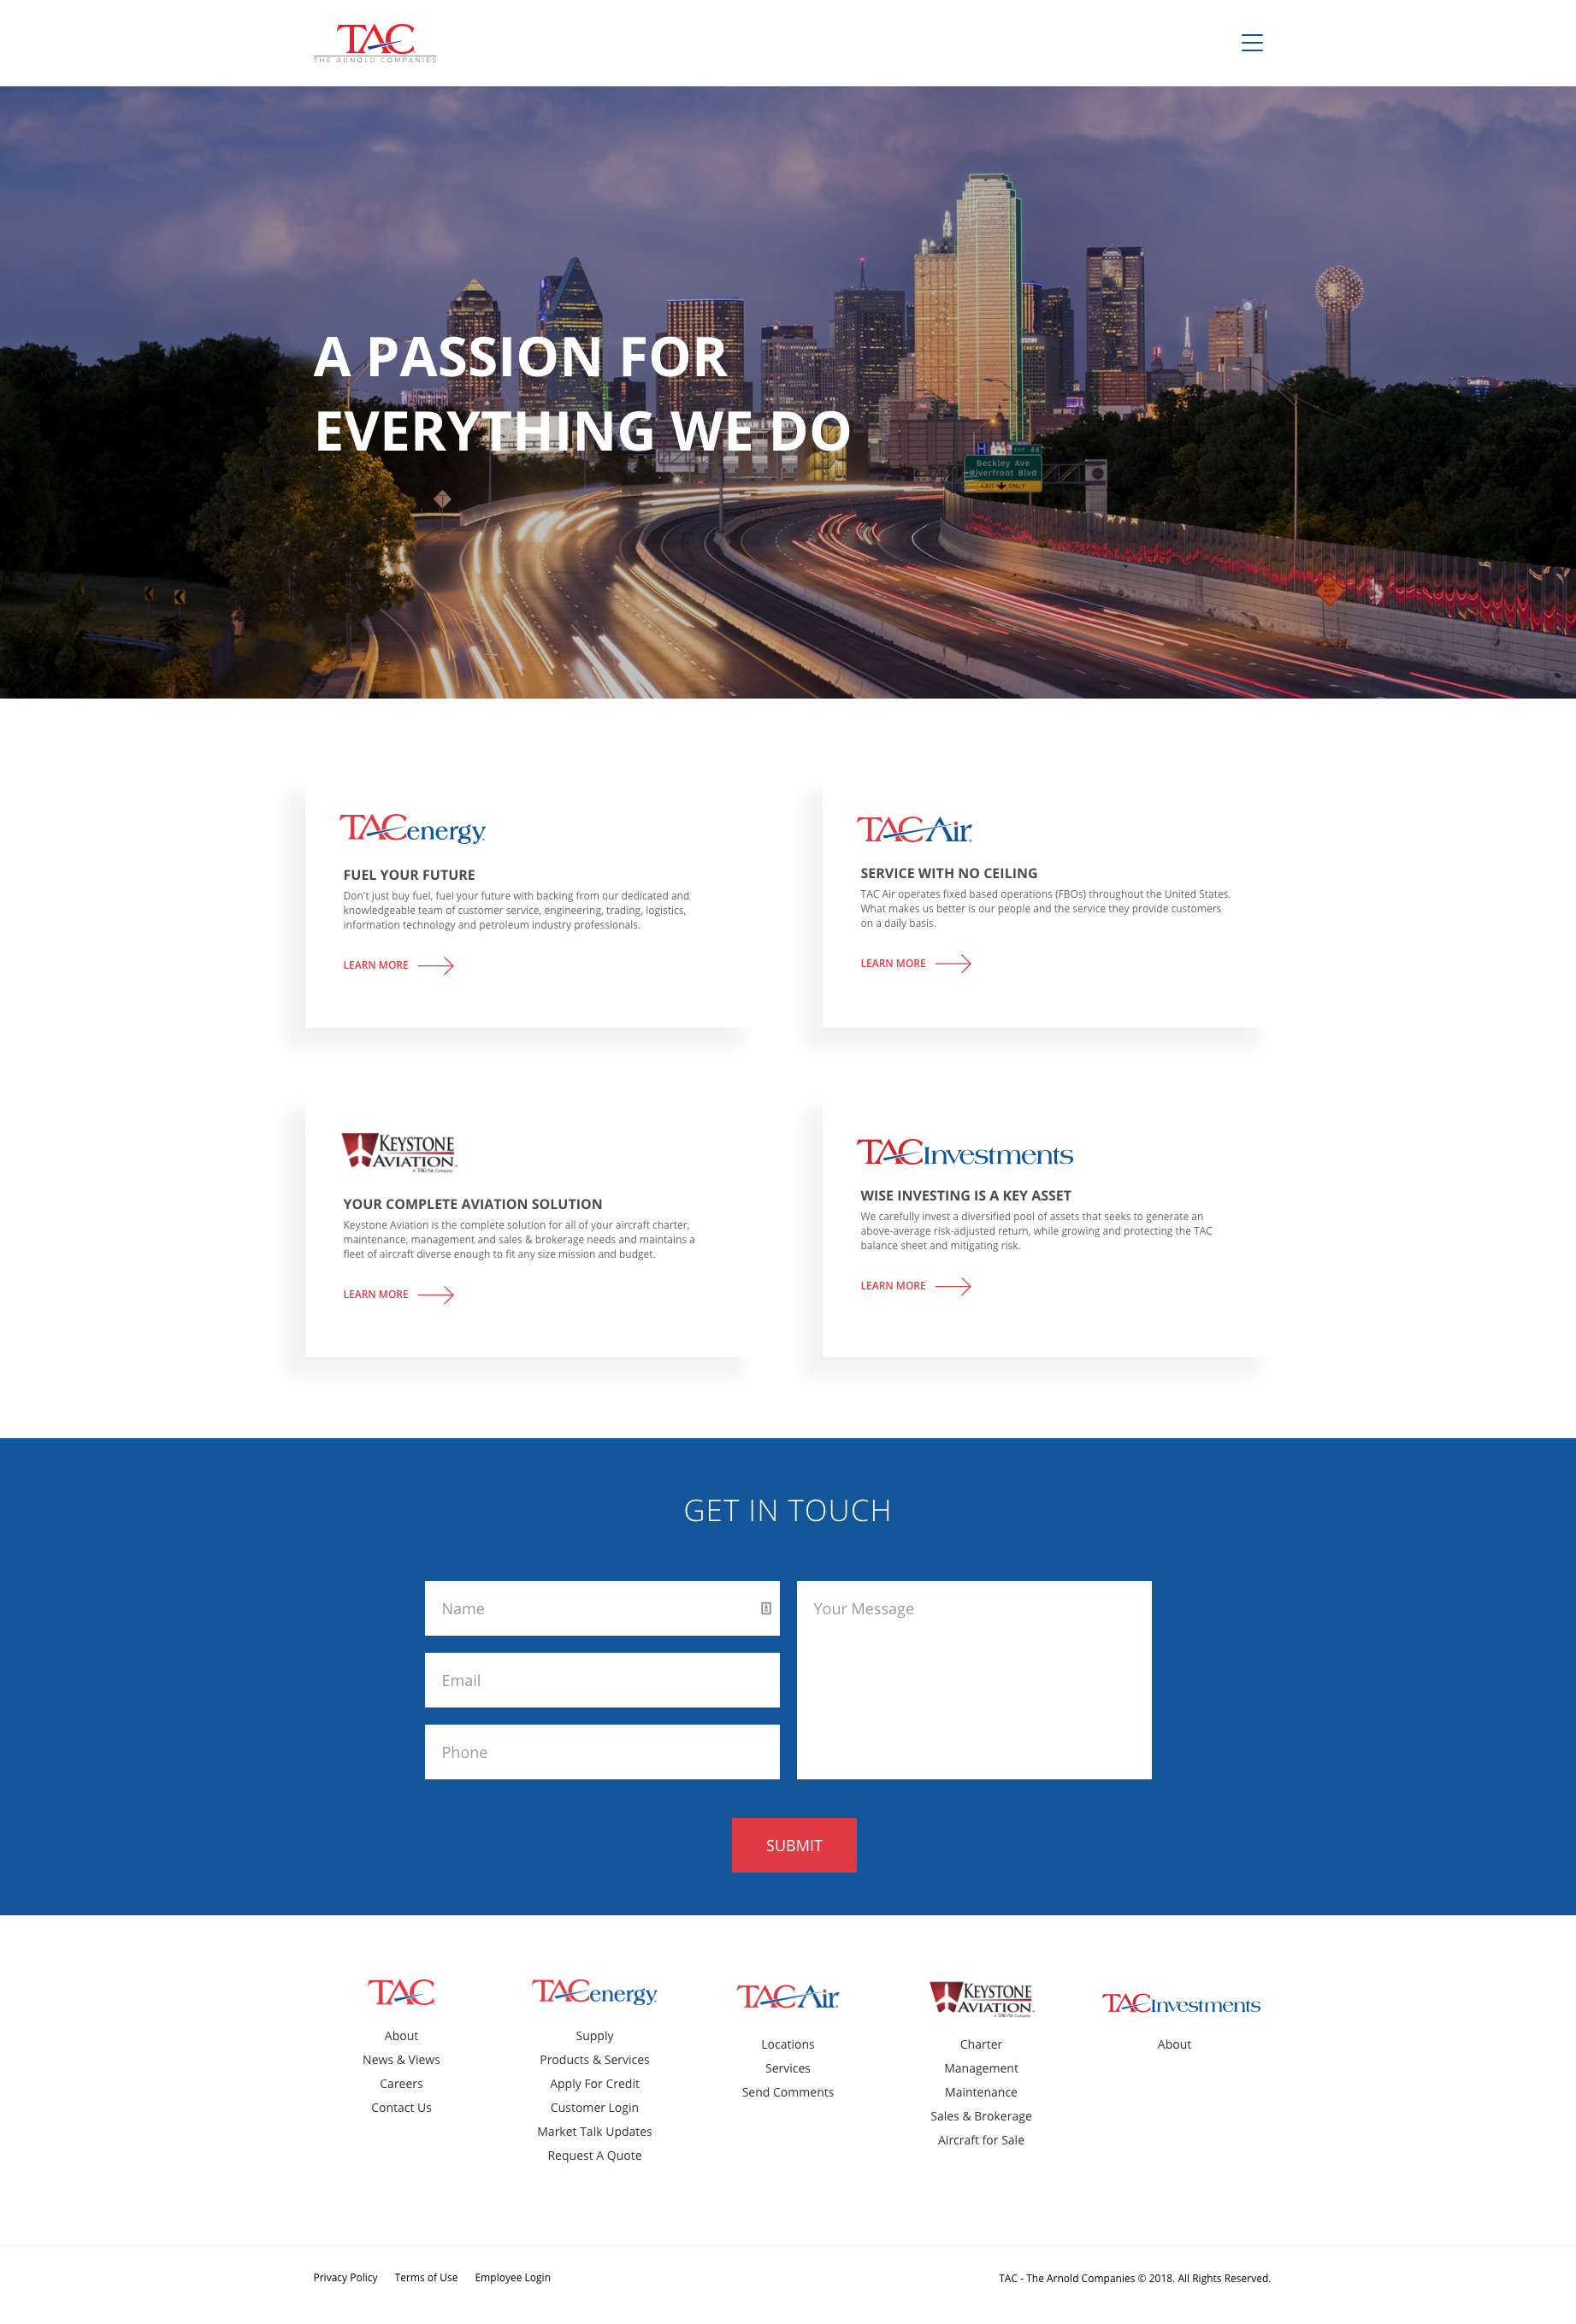 TAC
THE ARNOLD COMPANIES
A PASSION FOR
EVERYTHING WE DO
EXIT 44
Beckley Ave
Riverfront Blvd
EXIT ONLY
TACenergy
FUEL YOUR FUTURE
Don't just buy fuel, fuel your future with backing from our dedicated and
knowledgeable team of customer service, engineering, trading, logistics,
information technology and petroleum industry professionals.
LEARN MORE
TAC Air
SERVICE WITH NO CEILING
TAC Air operates fixed based operations (FBOs) throughout the United States.
What makes us better is our people and the service they provide customers
on a daily basis.
LEARN MORE
KEYSTONE
AVIATION
A TAC Air Company
YOUR COMPLETE AVIATION SOLUTION
Keystone Aviation is the complete solution for all of your aircraft charter,
maintenance, management and sales & brokerage needs and maintains a
fleet of aircraft diverse enough to fit any size mission and budget.
LEARN MORE
TACInvestments
WISE INVESTING IS A KEY ASSET
We carefully invest a diversified pool of assets that seeks to generate an
above-average risk-adjusted return, while growing and protecting the TAC
balance sheet and mitigating risk.
LEARN MORE
GET IN TOUCH
Name
Email
Phone
Your Message
SUBMIT
TAC
About
News & Views
Careers
Contact Us
TACenergy
Supply
Products & Services
Apply For Credit
Customer Login
Market Talk Updates
Request A Quote
TAC Air
Locations
Services
Send Comments
KEYSTONE
AVIATION
A TAC Air Company
Charter
Management
Maintenance
Sales & Brokerage
Aircraft for Sale
TACInvestments
About
Privacy Policy
Terms of Use
Employee Login
TAC - The Arnold Companies © 2018. All Rights Reserved.